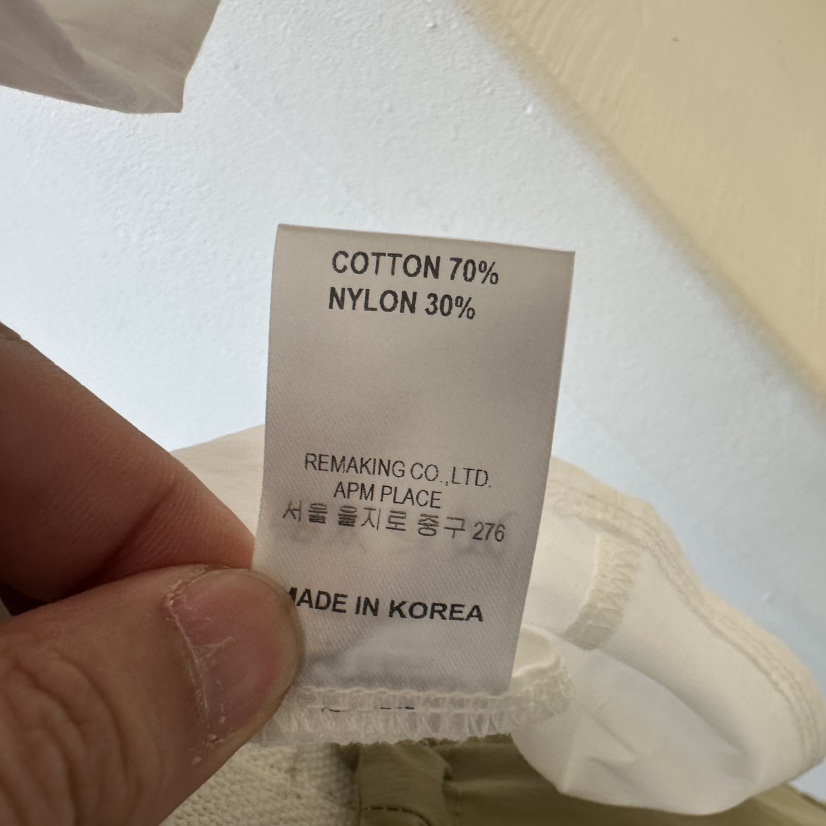 COTTON 70%
NYLON 30%
REMAKING CO.,LTD.
APM PLACE
서울 을지로 중구 276
MADE IN KOREA